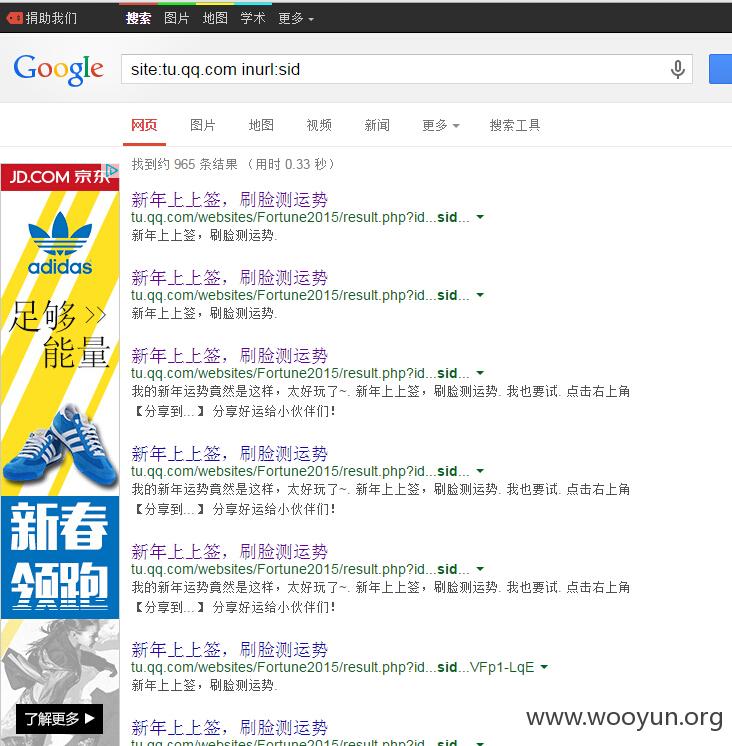 捐助我们
搜索 图片 地图 学术 更多
Google
site:tu.qq.com inurl:sid
网页 图片 地图 视频 新闻 更多 搜索工具
找到约 965 条结果 (用时 0.33 秒)
JD.COM 京东
adidas
足够 >>
能量
新春
领跑
了解更多
新年上上签，刷脸测运势
tu.qq.com/websites/Fortune2015/result.php?id...sid...
新年上上签，刷脸测运势.
新年上上签，刷脸测运势
tu.qq.com/websites/Fortune2015/result.php?id...sid...
新年上上签，刷脸测运势.
新年上上签，刷脸测运势
tu.qq.com/websites/Fortune2015/result.php?id...sid...
我的新年运势竟然是这样，太好玩了~. 新年上上签，刷脸测运势. 我也要试. 点击右上角
【分享到...】 分享好运给小伙伴们！
新年上上签，刷脸测运势
tu.qq.com/websites/Fortune2015/result.php?id...sid...
我的新年运势竟然是这样，太好玩了~. 新年上上签，刷脸测运势. 我也要试. 点击右上角
【分享到...】 分享好运给小伙伴们！
新年上上签，刷脸测运势
tu.qq.com/websites/Fortune2015/result.php?id...sid...
我的新年运势竟然是这样，太好玩了~. 新年上上签，刷脸测运势. 我也要试. 点击右上角
【分享到...】 分享好运给小伙伴们！
新年上上签，刷脸测运势
tu.qq.com/websites/Fortune2015/result.php?id...sid...VFp1-LqE
新年上上签，刷脸测运势.
新年上上签，刷脸测运势
tu.qq.com/websites/Fortune2015/result.php?id...sid...
www.wooyun.org